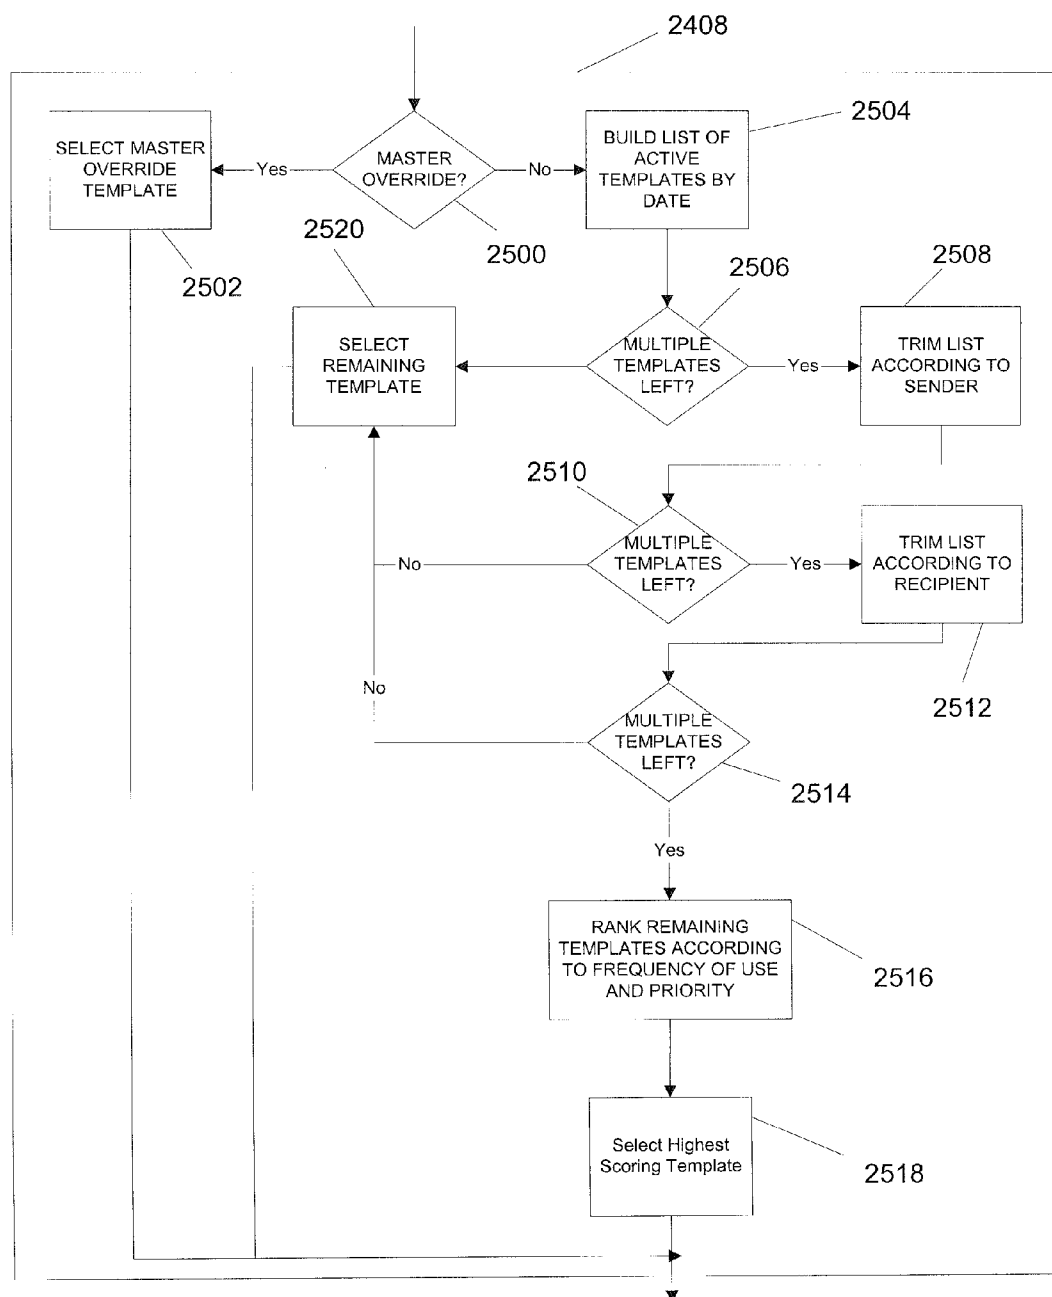 2408
SELECT MASTER
OVERRIDE
TEMPLATE
Yes
MASTER
OVERRIDE?
No
BUILD LIST OF
ACTIVE
TEMPLATES BY
DATE
2504
2502
2520
2500
2506
2508
SELECT
REMAINING
TEMPLATE
MULTIPLE
TEMPLATES
LEFT?
Yes
TRIM LIST
ACCORDING TO
SENDER
2510
No
MULTIPLE
TEMPLATES
LEFT?
Yes
TRIM LIST
ACCORDING TO
RECIPIENT
2512
No
MULTIPLE
TEMPLATES
LEFT?
2514
Yes
RANK REMAINING
TEMPLATES ACCORDING
TO FREQUENCY OF USE
AND PRIORITY
2516
Select Highest
Scoring Template
2518